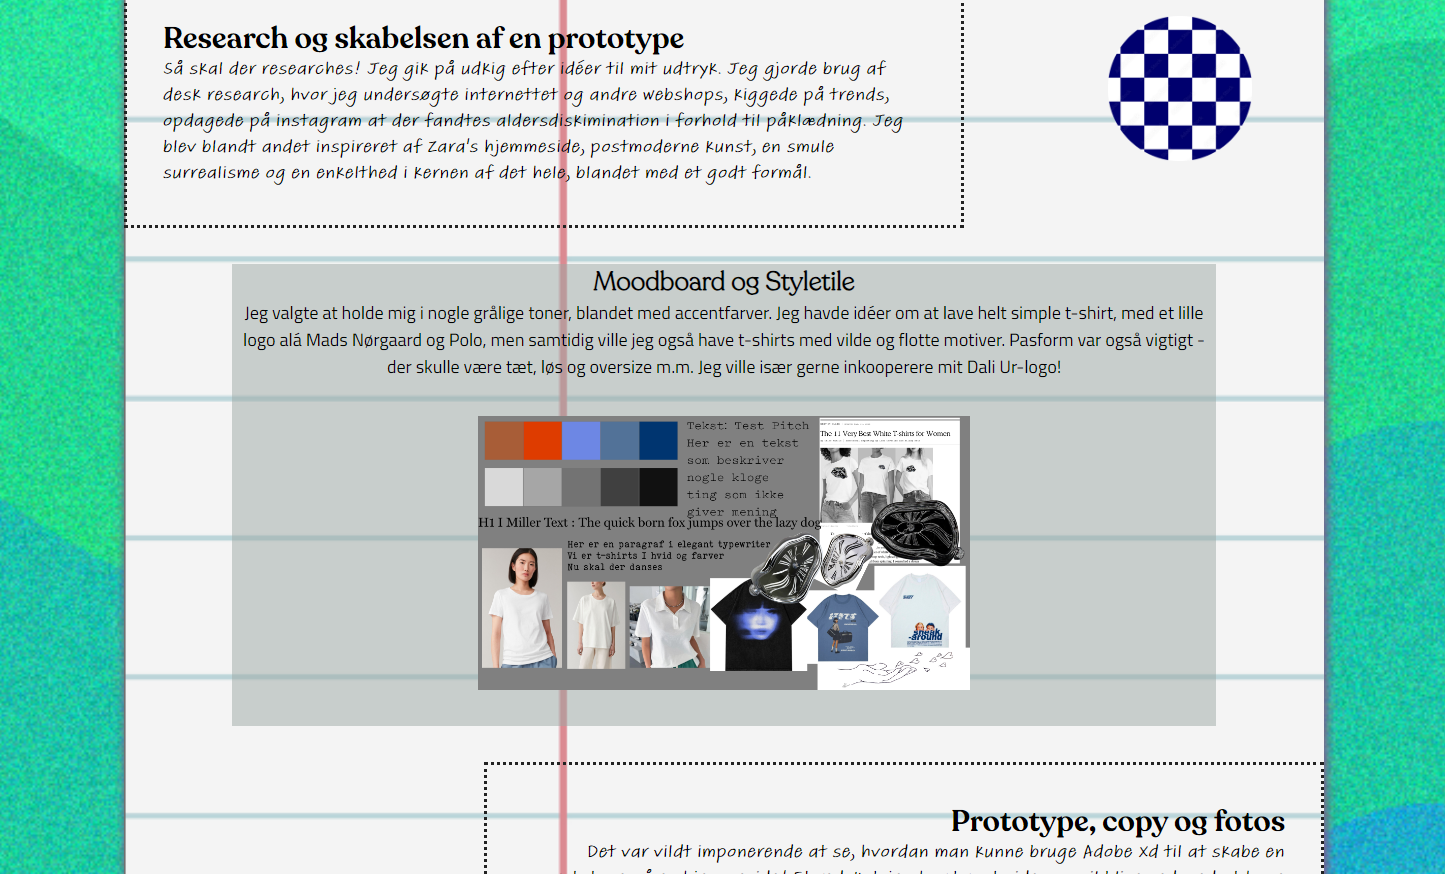 Research og skabelsen af en prototype
Så skal der researches! Jeg gik på udkig efter idéer til mit udtryk. Jeg gjorde brug af
desk research, hvor jeg undersøgte internettet og andre webshops, kiggede på trends,
opdagede på instagram at der fandtes aldersdiskimination i forhold til påklædning. Jeg
blev blandt andet inspireret af Zara's hjemmeside, postmoderne kunst, en smule
surrealisme og en enkelthed i kernen af det hele, blandet med et godt formål.
Moodboard og Styletile
Jeg valgte at holde mig i nogle grålige toner, blandet med accentfarver. Jeg havde idéer om at lave helt simple t-shirt, med et lille
logo alá Mads Nørgaard og Polo, men samtidig ville jeg også have t-shirts med vilde og flotte motiver. Pasform var også vigtigt -
der skulle være tæt, løs og oversize m.m. Jeg ville især gerne inkooperere mit Dali Ur-logo!
Tekst: Test Pitch
Her er en tekst
som beskriver
nogle kloge
ting som ikke
giver mening
The 11 Very Best White T-shirts for Women
H1 I Miller Text : The quick born fox jumps over the lazy dog
Her er en paragraf i elegant typewriter
Vi er t-shirts I hvid og farver
Nu skal der danses
sneak
-around
Prototype, copy og fotos
Det var vildt imponerende at se, hvordan man kunne bruge Adobe Xd til at skabe en